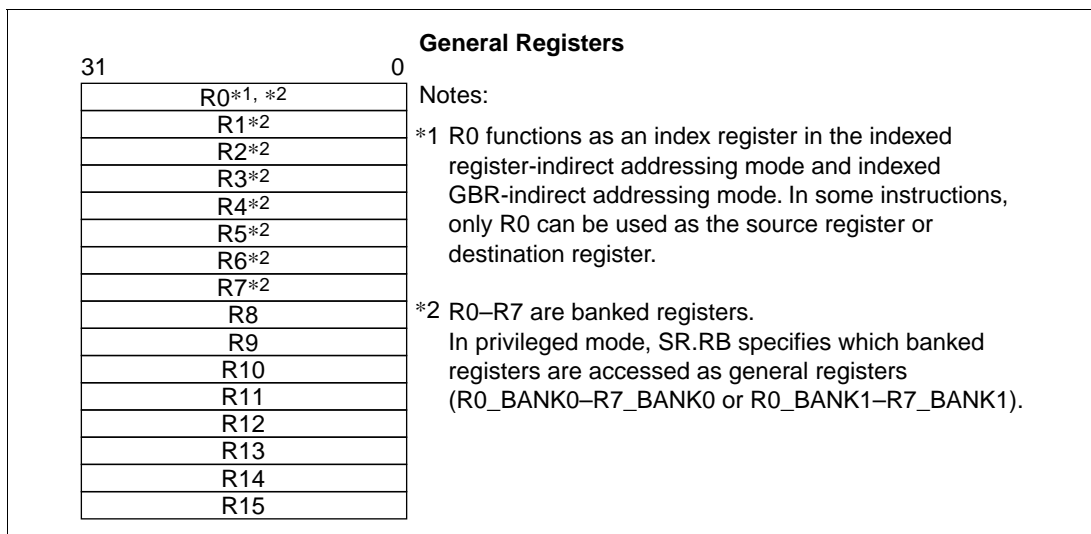 General Registers
31 0
R0*1, *2
R1*2
R2*2
R3*2
R4*2
R5*2
R6*2
R7*2
R8
R9
R10
R11
R12
R13
R14
R15
Notes:
*1 R0 functions as an index register in the indexed
register-indirect addressing mode and indexed
GBR-indirect addressing mode. In some instructions,
only R0 can be used as the source register or
destination register.
*2 R0–R7 are banked registers.
In privileged mode, SR.RB specifies which banked
registers are accessed as general registers
(R0_BANK0–R7_BANK0 or R0_BANK1–R7_BANK1).